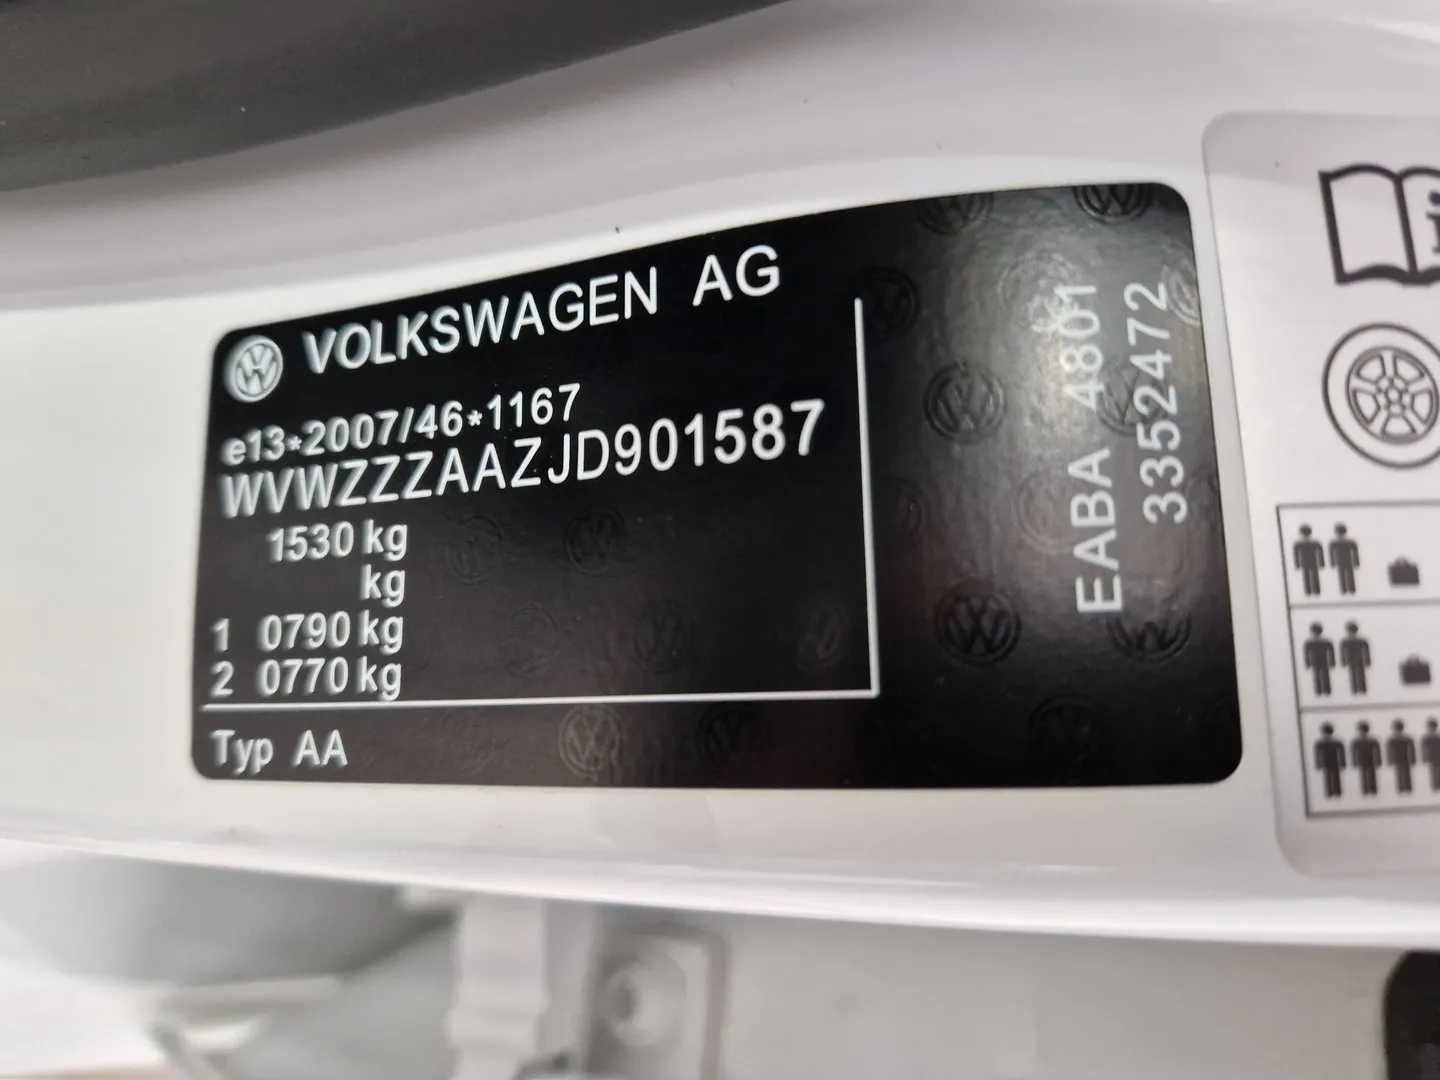 VOLKSWAGEN AG
e13*2007/46*1167
WVWZZZAAZJD901587
1530 kg
kg
1 0790 kg
2 0770 kg
Typ AA
EABA 4801
3352472